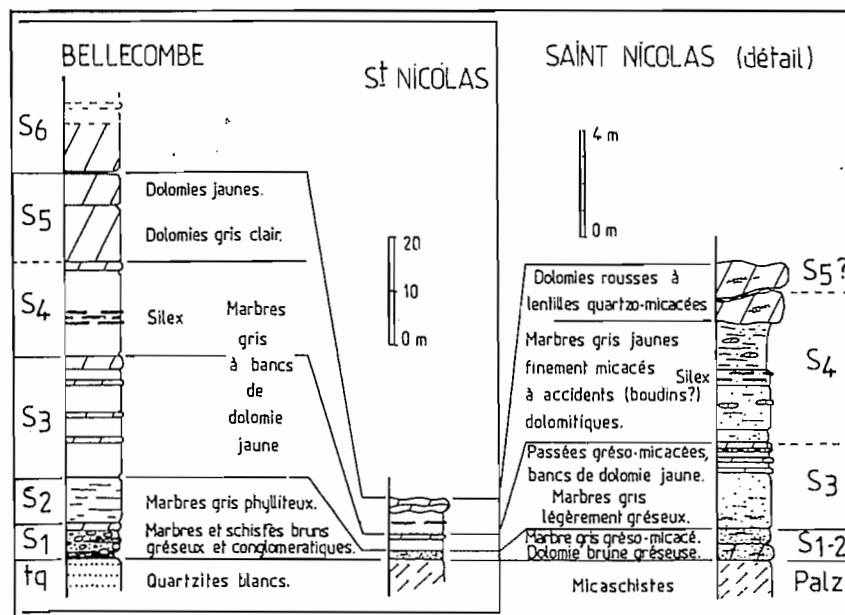 BELLECOMBE
St NICOLAS
SAINT NICOLAS (détail)
S6
S5
S4
S3
S2
S1
tq
Dolomies jaunes.
Dolomies gris clair.
Silex
Marbres
gris
à bancs
de
dolomie
jaune
Marbres gris phylliteux.
Marbres et schistes bruns
gréseux et conglomeratiques.
Quartzites blancs.
20
10
0 m
4 m
0 m
Dolomies rousses à
lentilles quartzo-micacées
Marbres gris jaunes
finement micacés
Silex
à accidents (boudins?)
dolomitiques.
Passées gréso-micacées,
bancs de dolomie jaune.
Marbres gris
légèrement gréseux.
Marbre gris gréso-micacé.
Dolomie brune gréseuse.
Micaschistes
S5?
S4
S3
S1-2
Palz